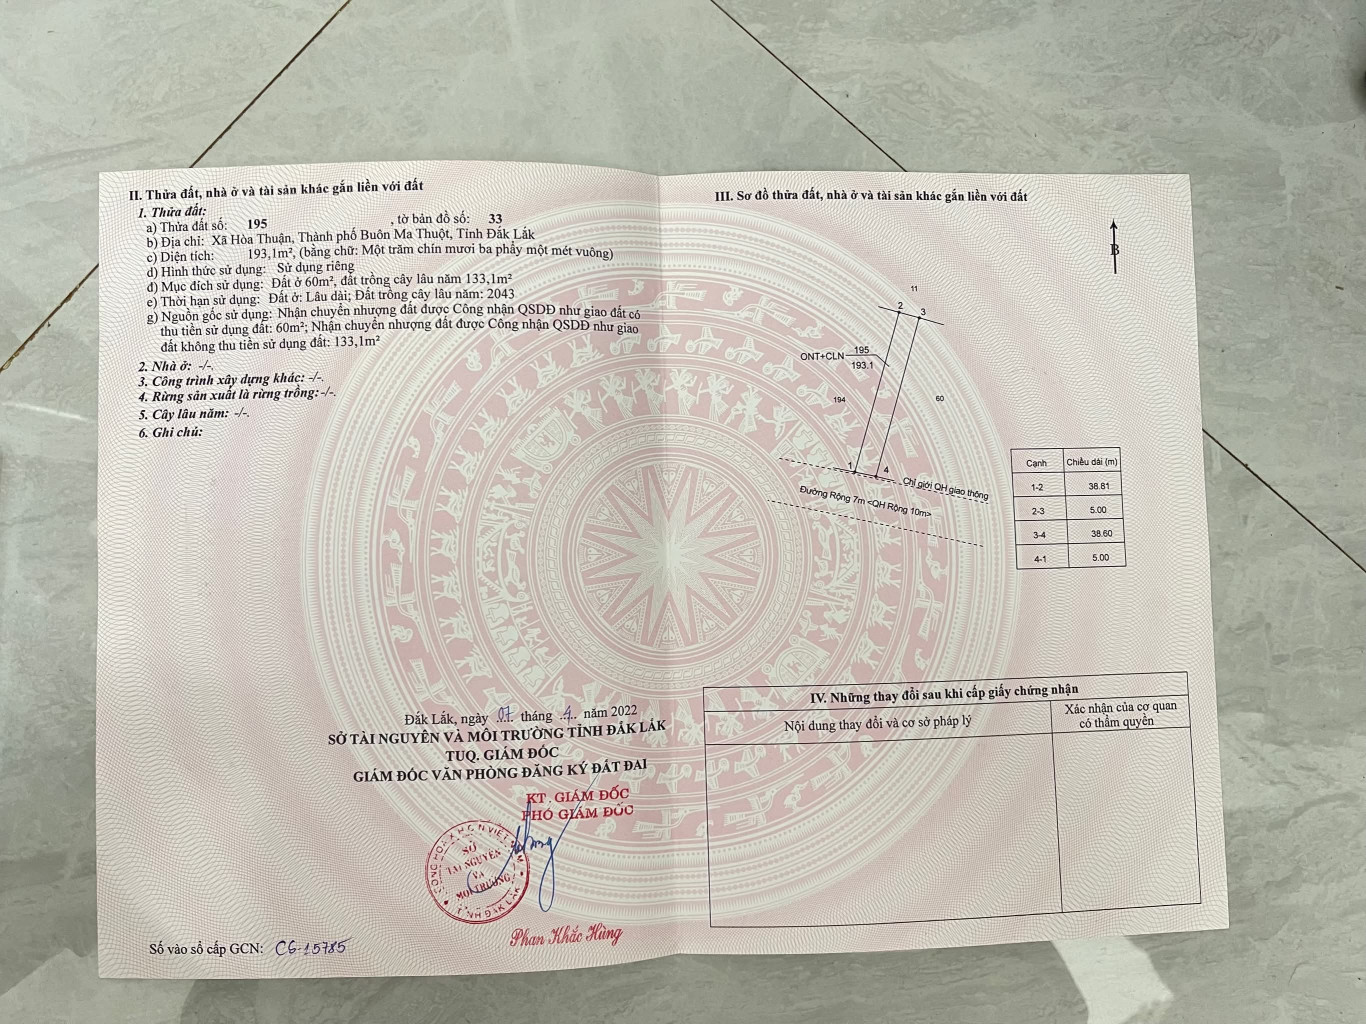 II. Thửa đất, nhà ở và tài sản khác gắn liền với đất
1. Thửa đất:
a) Thửa đất số: 195 , tờ bản đồ số: 33
b) Địa chỉ: Xã Hòa Thuận, Thành phố Buôn Ma Thuột, Tỉnh Đắk Lắk
c) Diện tích: 193,1m², (bằng chữ: Một trăm chín mươi ba phẩy một mét vuông)
d) Hình thức sử dụng: Sử dụng riêng
đ) Mục đích sử dụng: Đất ở 60m², đất trồng cây lâu năm 133,1m²
e) Thời hạn sử dụng: Đất ở: Lâu dài; Đất trồng cây lâu năm: 2043
g) Nguồn gốc sử dụng: Nhận chuyển nhượng đất được Công nhận QSDĐ như giao đất có
thu tiền sử dụng đất: 60m²; Nhận chuyển nhượng đất được Công nhận QSDĐ như giao
đất không thu tiền sử dụng đất: 133,1m²
2. Nhà ở: -/-.
3. Công trình xây dựng khác: -/-.
4. Rừng sản xuất là rừng trồng:-/-.
5. Cây lâu năm: -/-.
6. Ghi chú:
Đắk Lắk, ngày 07 tháng 4 năm 2022
SỞ TÀI NGUYÊN VÀ MÔI TRƯỜNG TỈNH ĐẮK LẮK
TUQ. GIÁM ĐỐC
GIÁM ĐỐC VĂN PHÒNG ĐĂNG KÝ ĐẤT ĐAI
KT. GIÁM ĐỐC
PHÓ GIÁM ĐỐC
SỞ
TÀI NGUYÊN
VÀ
MÔI TRƯỜNG
TỈNH ĐẮK LẮK
Phan Khắc Hùng
Số vào sổ cấp GCN: CS-15785
III. Sơ đồ thửa đất, nhà ở và tài sản khác gắn liền với đất
B
11
2
3
ONT+CLN 195
193.1
194
60
1
4
Chỉ giới QH giao thông
Đường Rộng 7m <QH Rộng 10m>
Cạnh Chiều dài (m)
1-2 38.81
2-3 5.00
3-4 38.60
4-1 5.00
IV. Những thay đổi sau khi cấp giấy chứng nhận
Nội dung thay đổi và cơ sở pháp lý
Xác nhận của cơ quan
có thẩm quyền